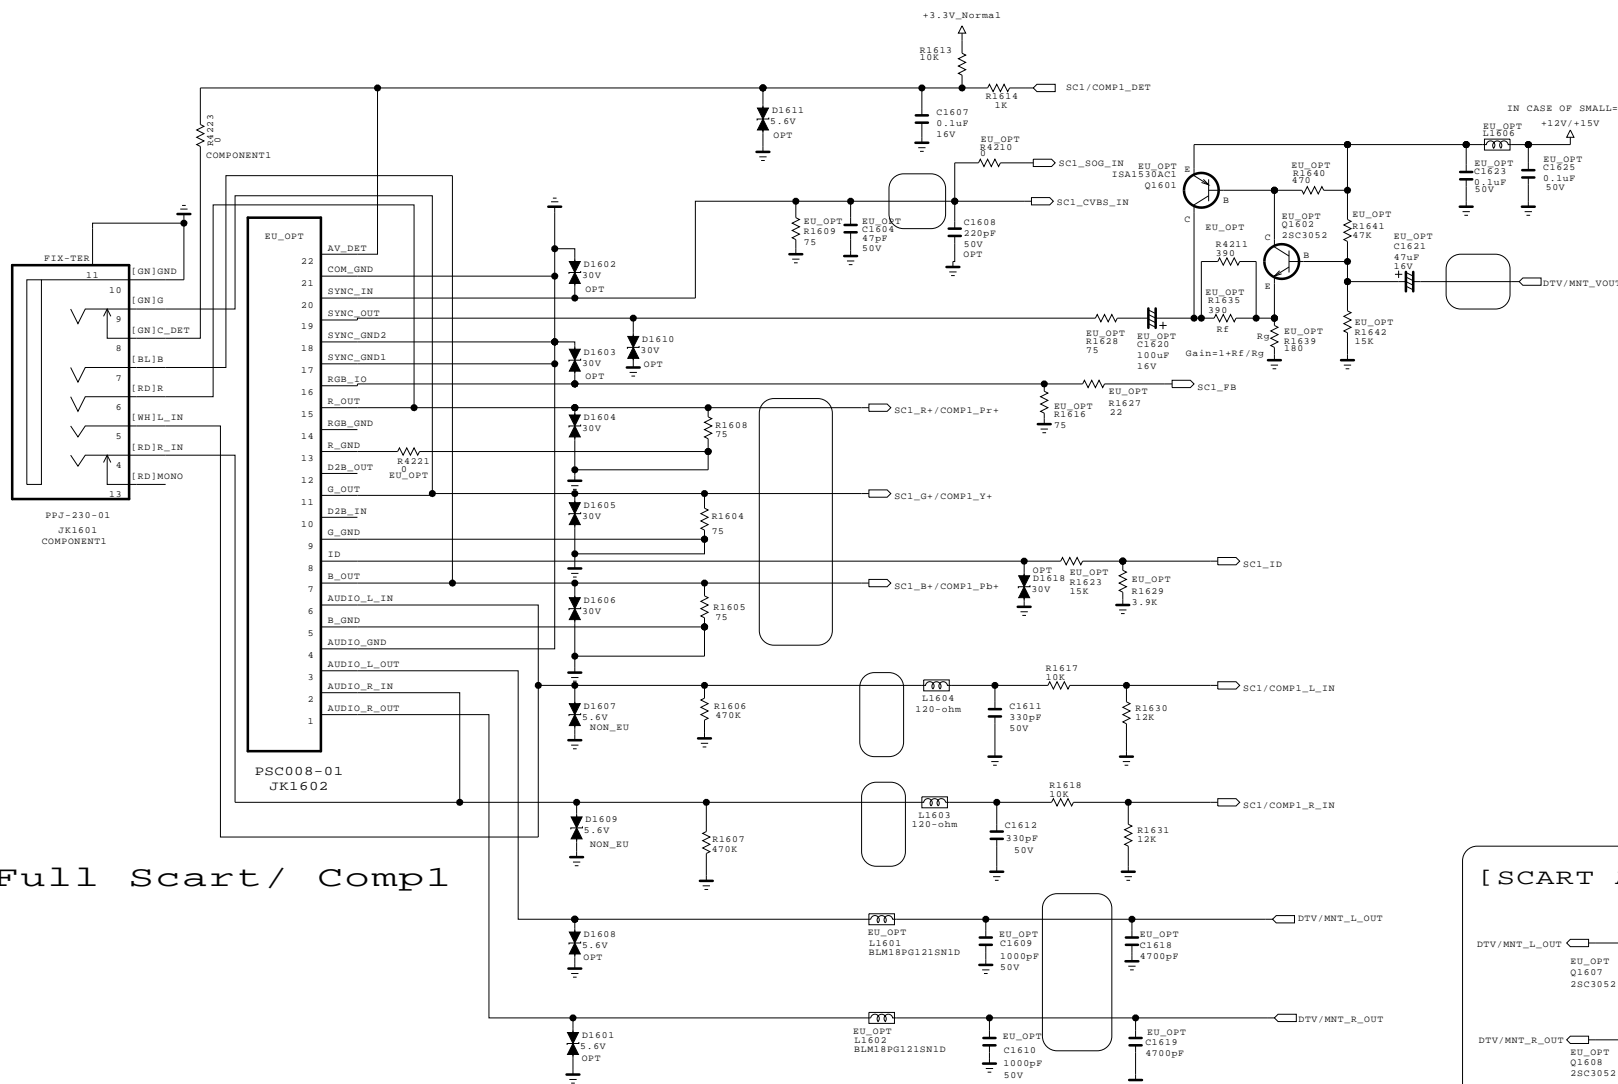 +3.3V_Normal
R1613
10K
R1614
1K
SC1/COMP1_DET
D1611
5.6V
OPT
C1607
0.1uF
16V
R4223
0
COMPONENT1
EU_OPT
R4210
0
SC1_SOG_IN
SC1_CVBS_IN
EU_OPT
R1609
75
EU_OPT
C1604
47pF
50V
C1608
220pF
50V
OPT
IN CASE OF SMALL=
+12V/+15V
EU_OPT
L1606
EU_OPT
C1623
0.1uF
50V
EU_OPT
C1625
0.1uF
50V
EU_OPT
ISA1530AC1
Q1601
E
B
C
EU_OPT
R1640
470
EU_OPT
Q1602
2SC3052
C
B
E
EU_OPT
R1641
47K
EU_OPT
C1621
47uF
16V
+
DTV/MNT_VOUT
EU_OPT
R4211
390
EU_OPT
R1635
390
Rf
Rg
EU_OPT
R1639
180
EU_OPT
R1642
15K
Gain=1+Rf/Rg
EU_OPT
R1628
75
EU_OPT
C1620
100uF
16V
+
FIX-TER
11
[GN]GND
10
[GN]G
9
[GN]C_DET
8
[BL]B
7
[RD]R
6
[WH]L_IN
5
[RD]R_IN
4
[RD]MONO
13
PPJ-230-01
JK1601
COMPONENT1
EU_OPT
AV_DET
22
COM_GND
21
SYNC_IN
20
SYNC_OUT
19
SYNC_GND2
18
SYNC_GND1
17
RGB_IO
16
R_OUT
15
RGB_GND
14
R_GND
13
D2B_OUT
12
G_OUT
11
D2B_IN
10
G_GND
9
ID
8
B_OUT
7
AUDIO_L_IN
6
B_GND
5
AUDIO_GND
4
AUDIO_L_OUT
3
AUDIO_R_IN
2
AUDIO_R_OUT
1
PSC008-01
JK1602
D1602
30V
OPT
D1603
30V
OPT
D1610
30V
OPT
EU_OPT
R1616
75
EU_OPT
R1627
22
SC1_FB
D1604
30V
R1608
75
SC1_R+/COMP1_Pr+
R4221
0
EU_OPT
D1605
30V
R1604
75
SC1_G+/COMP1_Y+
OPT
D1618
30V
EU_OPT
R1623
15K
EU_OPT
R1629
3.9K
SC1_ID
D1606
30V
R1605
75
SC1_B+/COMP1_Pb+
D1607
5.6V
NON_EU
R1606
470K
L1604
120-ohm
C1611
330pF
50V
R1617
10K
R1630
12K
SC1/COMP1_L_IN
D1609
5.6V
NON_EU
R1607
470K
L1603
120-ohm
C1612
330pF
50V
R1618
10K
R1631
12K
SC1/COMP1_R_IN
Full Scart/ Comp1
D1608
5.6V
OPT
EU_OPT
L1601
BLM18PG121SN1D
EU_OPT
C1609
1000pF
50V
EU_OPT
C1618
4700pF
DTV/MNT_L_OUT
D1601
5.6V
OPT
EU_OPT
L1602
BLM18PG121SN1D
EU_OPT
C1610
1000pF
50V
EU_OPT
C1619
4700pF
DTV/MNT_R_OUT
[SCART
DTV/MNT_L_OUT
EU_OPT
Q1607
2SC3052
DTV/MNT_R_OUT
EU_OPT
Q1608
2SC3052